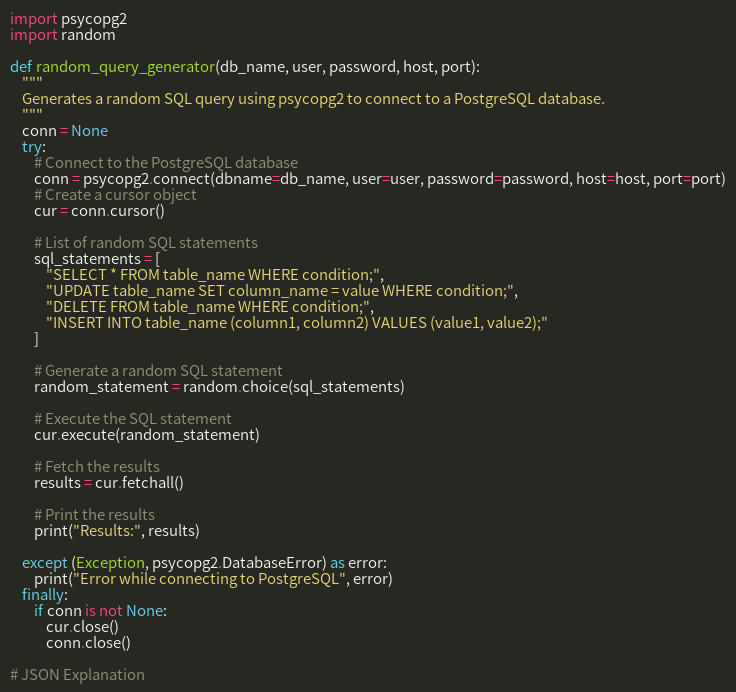 import psycopg2
import random

def random_query_generator(db_name, user, password, host, port):
    """
    Generates a random SQL query using psycopg2 to connect to a PostgreSQL database.
    """
    conn = None
    try:
        # Connect to the PostgreSQL database
        conn = psycopg2.connect(dbname=db_name, user=user, password=password, host=host, port=port)
        # Create a cursor object
        cur = conn.cursor()

        # List of random SQL statements
        sql_statements = [
            "SELECT * FROM table_name WHERE condition;",
            "UPDATE table_name SET column_name = value WHERE condition;",
            "DELETE FROM table_name WHERE condition;",
            "INSERT INTO table_name (column1, column2) VALUES (value1, value2);"
        ]

        # Generate a random SQL statement
        random_statement = random.choice(sql_statements)

        # Execute the SQL statement
        cur.execute(random_statement)

        # Fetch the results
        results = cur.fetchall()

        # Print the results
        print("Results:", results)

    except (Exception, psycopg2.DatabaseError) as error:
        print("Error while connecting to PostgreSQL", error)
    finally:
        if conn is not None:
            cur.close()
            conn.close()

# JSON Explanation